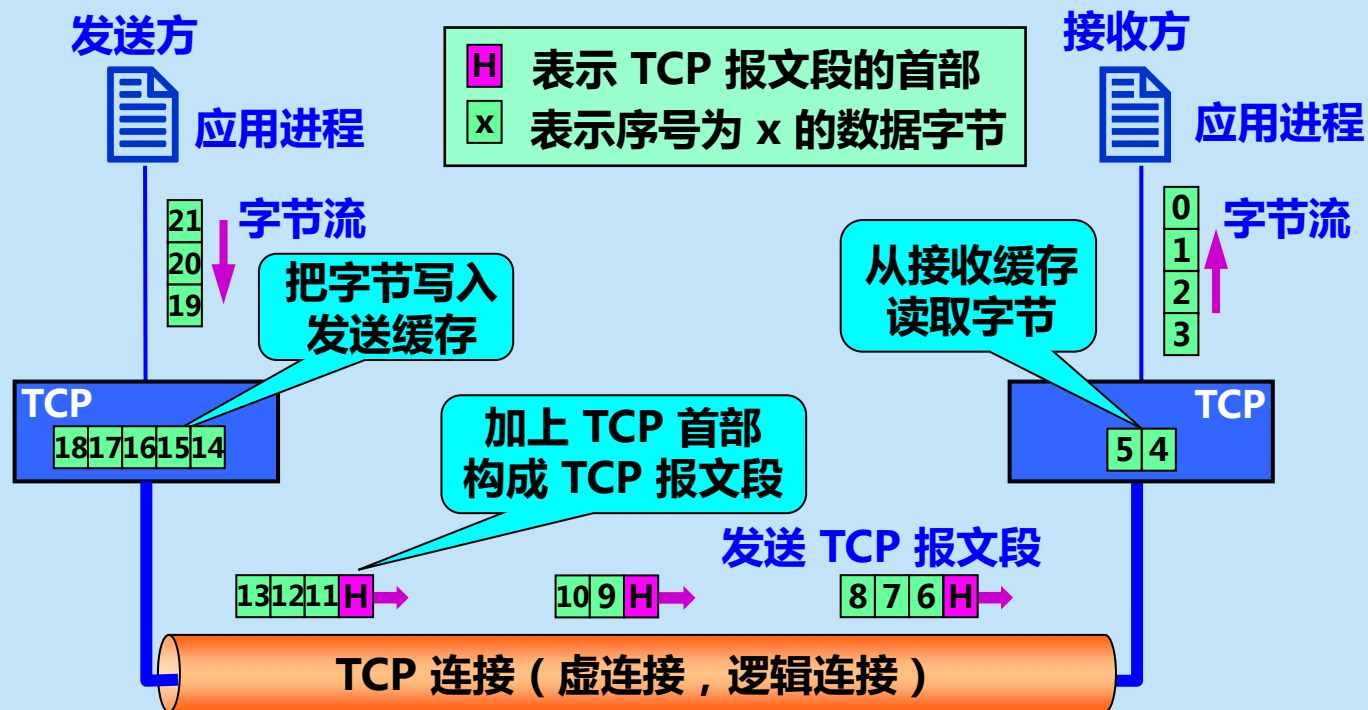 发送方
接收方
H 表示 TCP 报文段的首部
x 表示序号为 x 的数据字节
应用进程
应用进程
21
20
19
字节流
0
1
2
3
字节流
把字节写入
发送缓存
从接收缓存
读取字节
TCP
18 17 16 15 14
TCP
5 4
加上 TCP 首部
构成 TCP 报文段
发送 TCP 报文段
13 12 11 H
10 9 H
8 7 6 H
TCP 连接（虚连接，逻辑连接）